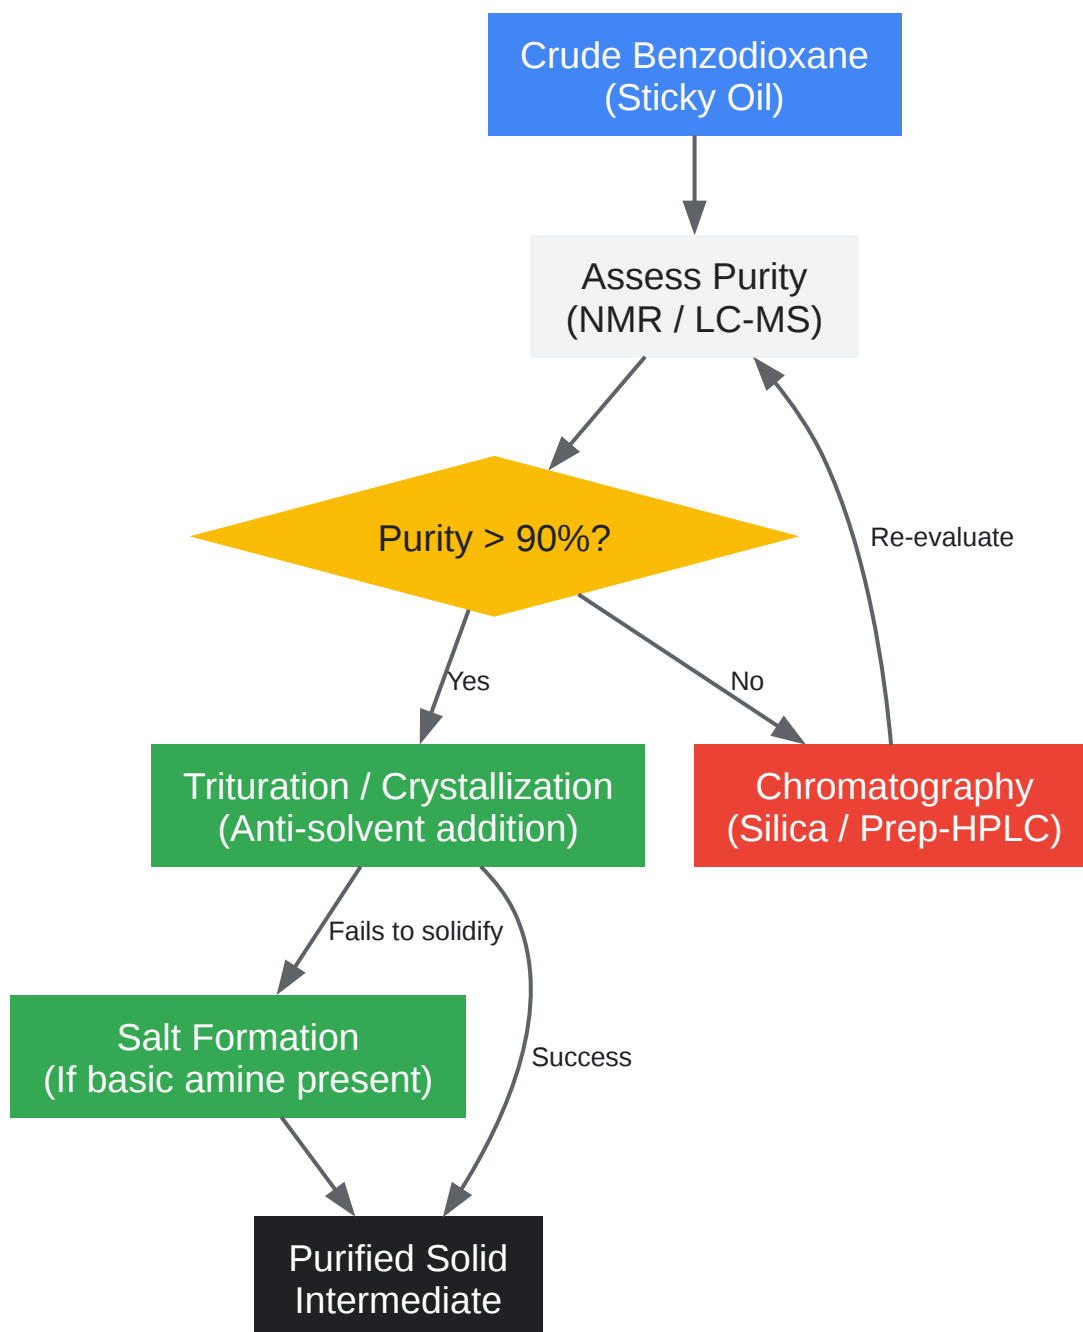 Crude Benzodioxane
(Sticky Oil)
Assess Purity
(NMR / LC-MS)
Purity > 90%?
Re-evaluate
Yes
No
Trituration / Crystallization
(Anti-solvent addition)
Chromatography
(Silica / Prep-HPLC)
Fails to solidify
Salt Formation
(If basic amine present)
Success
Purified Solid
Intermediate